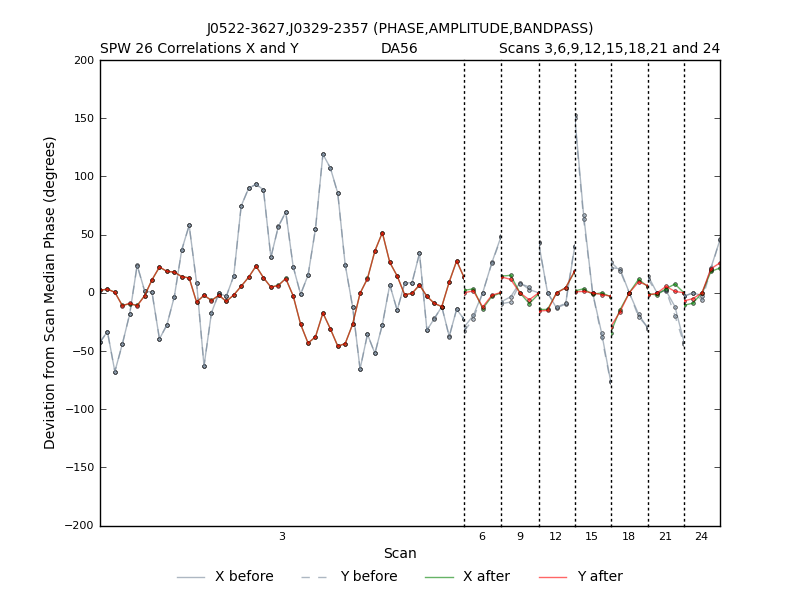 J0522-3627,J0329-2357 (PHASE,AMPLITUDE,BANDPASS)
SPW 26 Correlations X and Y DA56 Scans 3,6,9,12,15,18,21 and 24
200
150
100
50
0
−50
−100
−150
−200
Deviation from Scan Median Phase (degrees)
3 6 9 12 15 18 21 24
Scan
X before Y before X after Y after